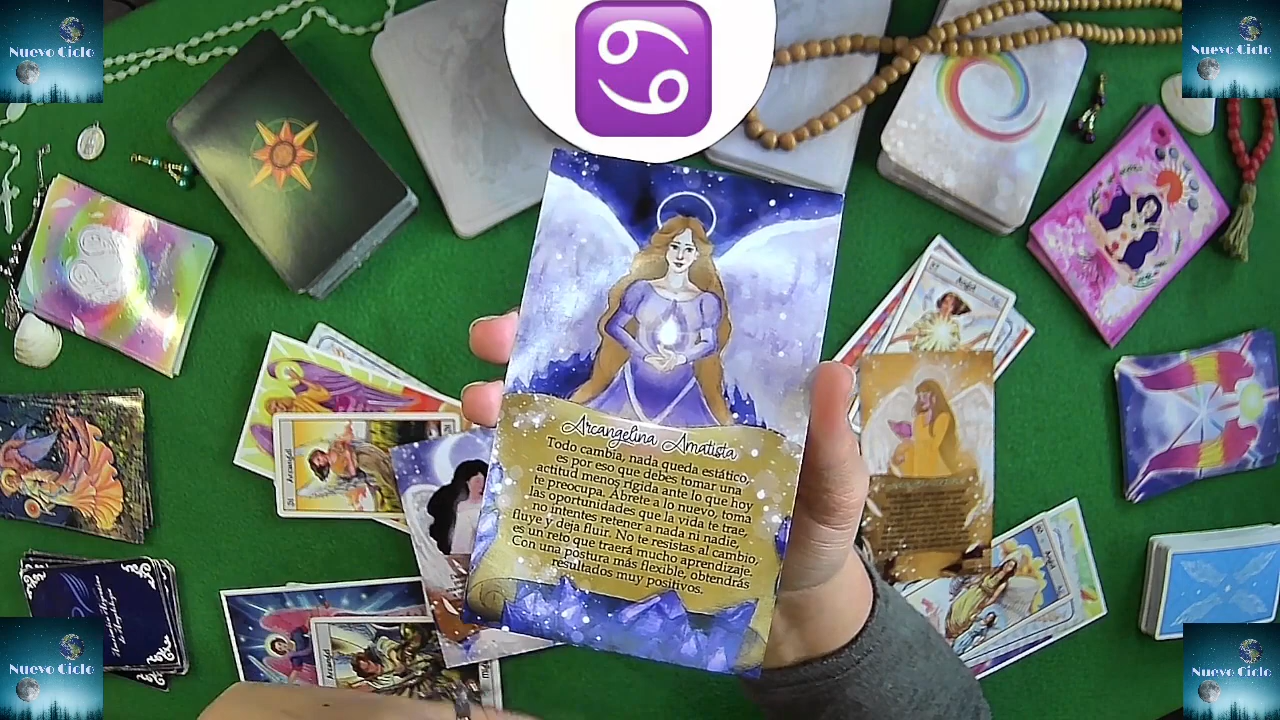 Nuevo Ciclo
Nuevo Ciclo
Arcangelina Amatista
Todo cambia, nada queda estático,
es por eso que debes tomar una
actitud menos rígida ante lo que hoy
te preocupa. Ábrete a lo nuevo, toma
las oportunidades que la vida te trae,
no intentes retener a nada ni nadie,
fluye y deja fluir. No te resistas al cambio,
es un reto que traerá mucho aprendizaje.
Con una postura más flexible, obtendrás
resultados muy positivos.
Angel
Arcangel
Nuevo Ciclo
Nuevo Ciclo